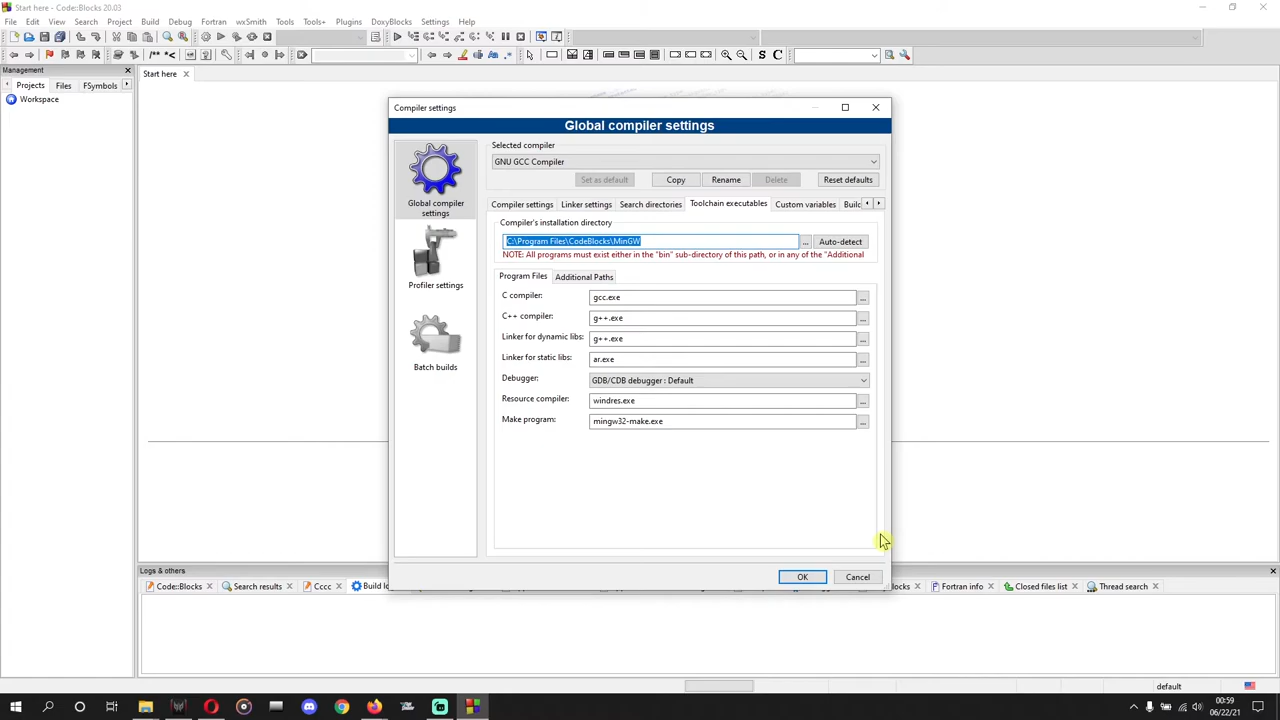 Start here - Code::Blocks 20.03
File Edit View Search Project Build Debug Fortran wxSmith Tools Tools+ Plugins DoxyBlocks Settings Help
/** *<
S C
Management
Projects Files FSymbols
Workspace
Start here
Compiler settings
Global compiler settings
Global compiler
settings
Profiler settings
Batch builds
Selected compiler
GNU GCC Compiler
Set as default Copy Rename Delete Reset defaults
Compiler settings Linker settings Search directories Toolchain executables Custom variables Builc
Compiler's installation directory
C:\Program Files\CodeBlocks\MinGW ... Auto-detect
NOTE: All programs must exist either in the "bin" sub-directory of this path, or in any of the "Additional
Program Files Additional Paths
C compiler: gcc.exe ...
C++ compiler: g++.exe ...
Linker for dynamic libs: g++.exe ...
Linker for static libs: ar.exe ...
Debugger: GDB/CDB debugger : Default
Resource compiler: windres.exe ...
Make program: mingw32-make.exe ...
OK Cancel
Logs & others
Code::Blocks Search results Cccc Build lo locks Fortran info Closed files list Thread search
default
00:59
06/22/21